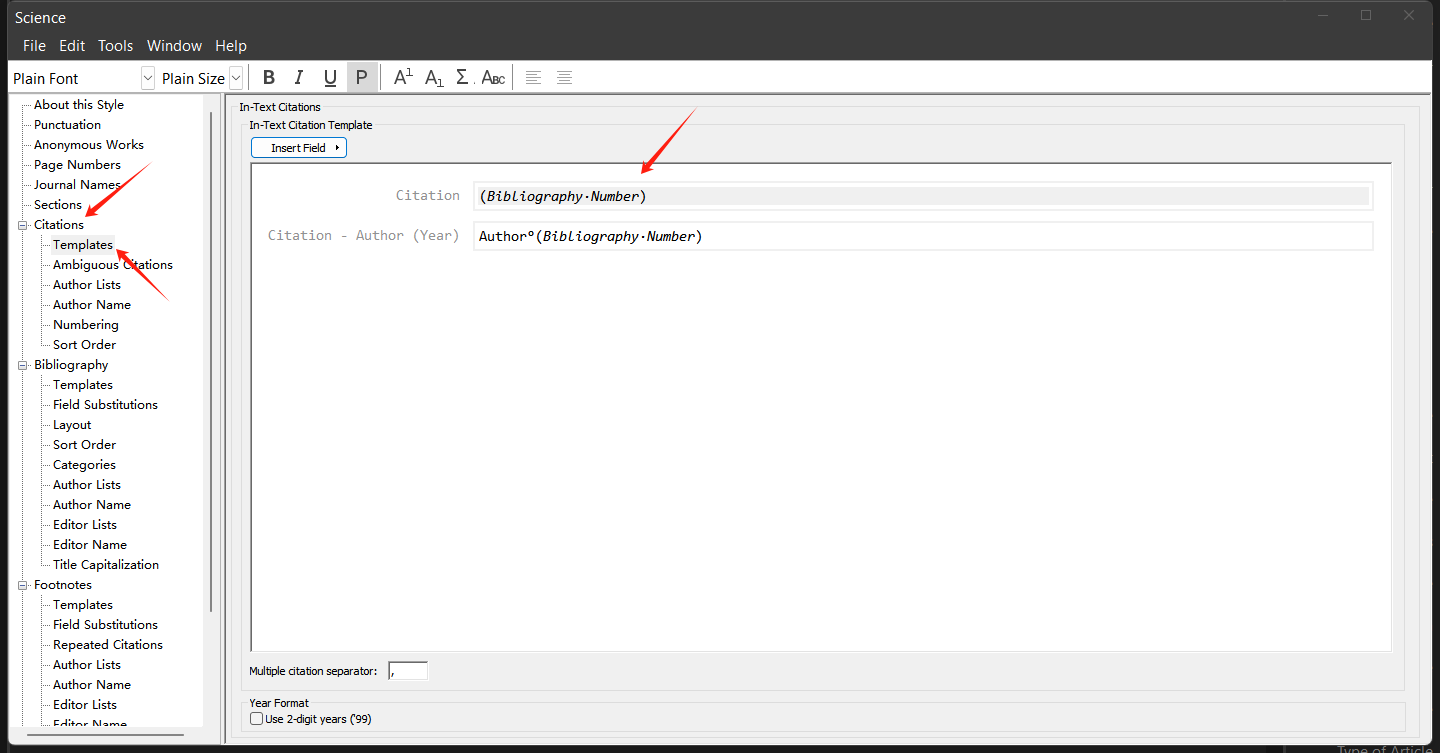 Science
File Edit Tools Window Help
Plain Font Plain Size B I U P A1 A1 Σ ABC
About this Style
Punctuation
Anonymous Works
Page Numbers
Journal Names
Sections
Citations
Templates
Ambiguous Citations
Author Lists
Author Name
Numbering
Sort Order
Bibliography
Templates
Field Substitutions
Layout
Sort Order
Categories
Author Lists
Author Name
Editor Lists
Editor Name
Title Capitalization
Footnotes
Templates
Field Substitutions
Repeated Citations
Author Lists
Author Name
Editor Lists
Editor Name
In-Text Citations
In-Text Citation Template
Insert Field
Citation (Bibliography·Number)
Citation - Author (Year) Authorº(Bibliography·Number)
Multiple citation separator: ,
Year Format
Use 2-digit years ('99)
Type of Article